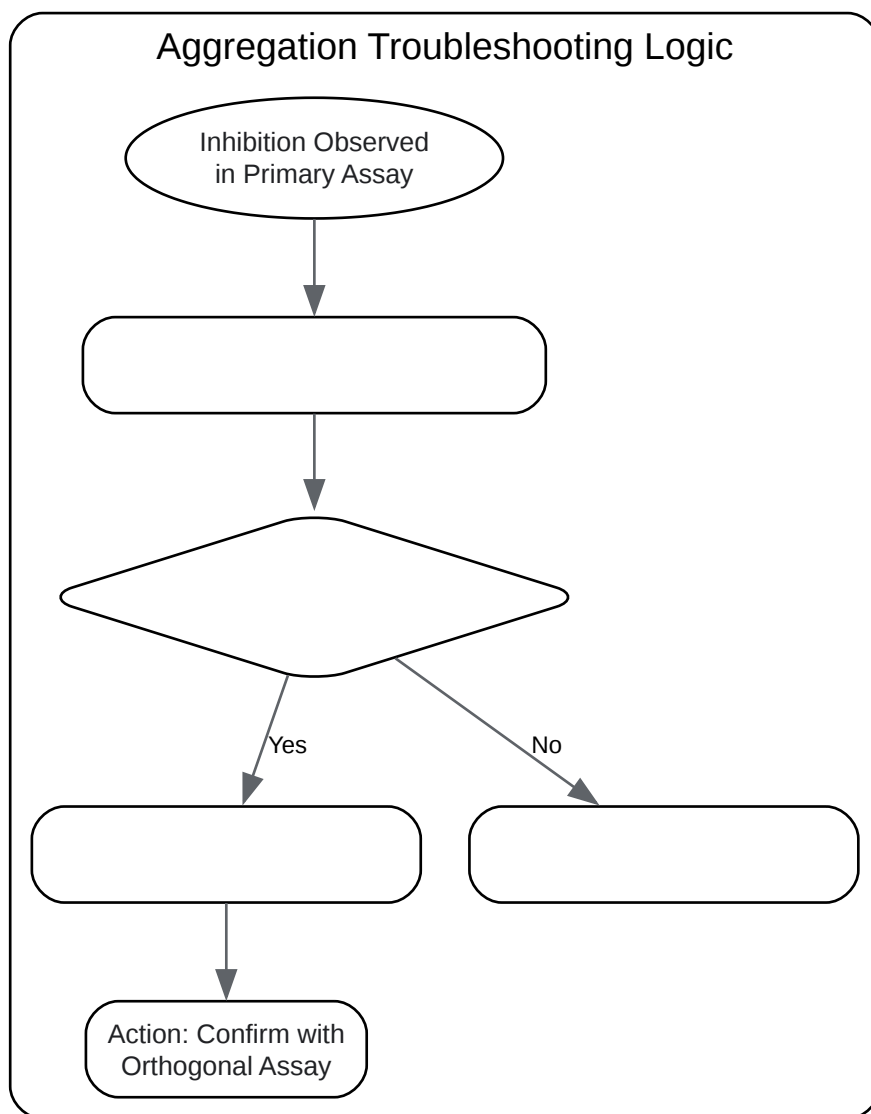 Aggregation Troubleshooting Logic
Inhibition Observed
in Primary Assay
Yes
No
Action: Confirm with
Orthogonal Assay